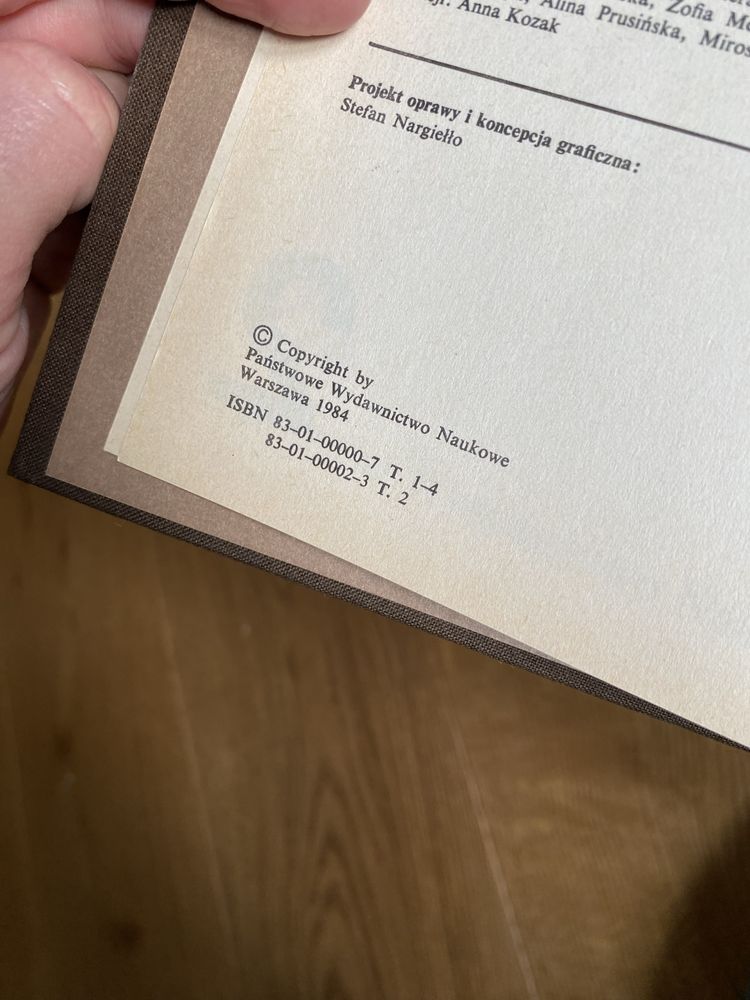 Alina Prusińska,
Anna Kozak
Projekt oprawy i koncepcja graficzna:
Stefan Nargiełło
© Copyright by
Państwowe Wydawnictwo Naukowe
Warszawa 1984
ISBN 83–01–00000–7 T. 1–4
83–01–00002–3 T. 2